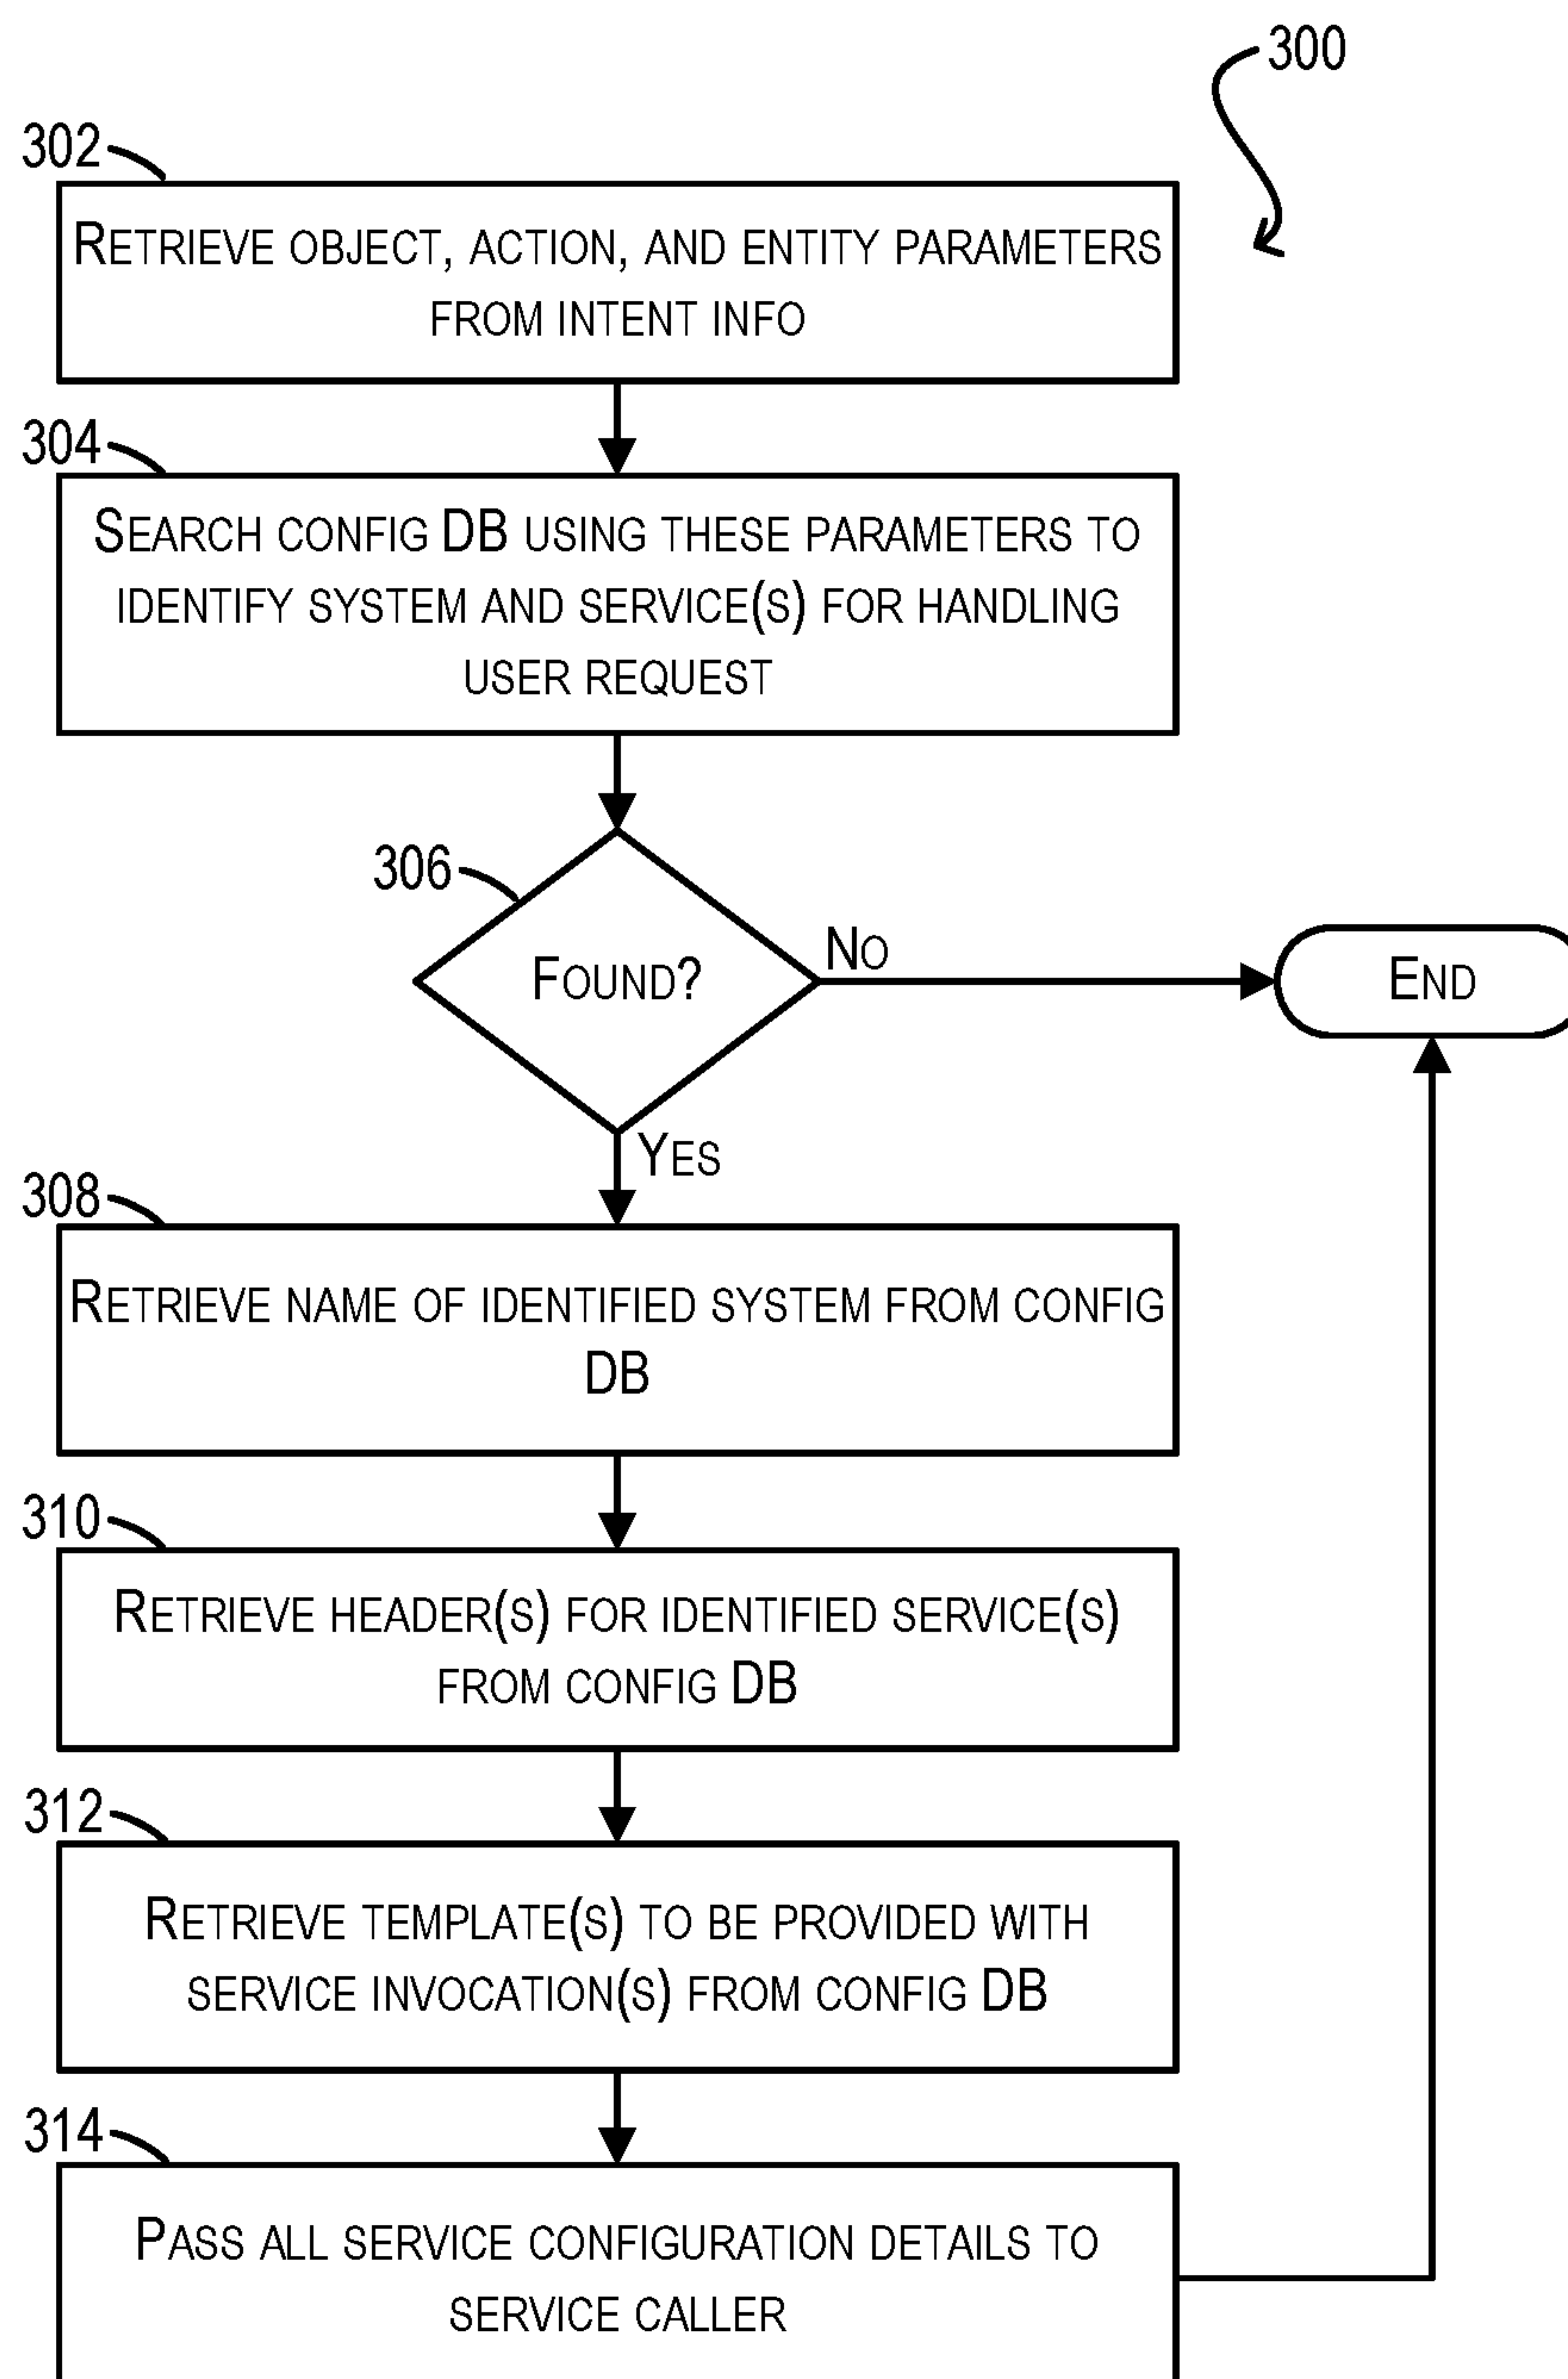 300
302
Retrieve object, action, and entity parameters
from intent info
304
Search config DB using these parameters to
identify system and service(s) for handling
user request
306
Found?
No
End
Yes
308
Retrieve name of identified system from config
DB
310
Retrieve header(s) for identified service(s)
from config DB
312
Retrieve template(s) to be provided with
service invocation(s) from config DB
314
Pass all service configuration details to
service caller